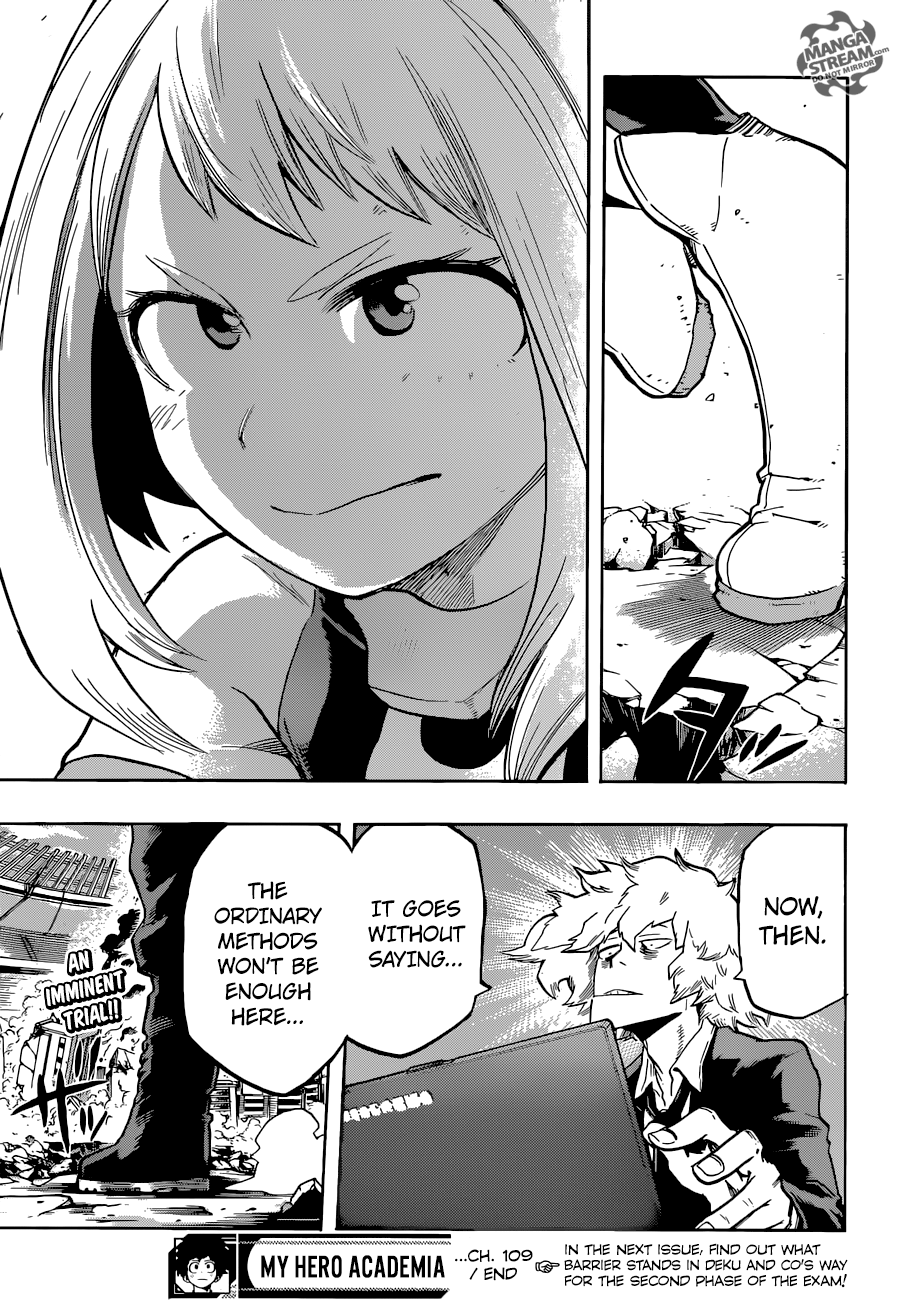 MANGA
STREAM.com
DO NOT MIRROR
NOW,
THEN.
IT GOES
WITHOUT
SAYING...
THE
ORDINARY
METHODS
WON'T BE
ENOUGH
HERE...
AN
IMMINENT
TRIAL!!
MY HERO ACADEMIA
...CH. 109
/ END
☞ IN THE NEXT ISSUE, FIND OUT WHAT
BARRIER STANDS IN DEKU AND CO'S WAY
FOR THE SECOND PHASE OF THE EXAM!